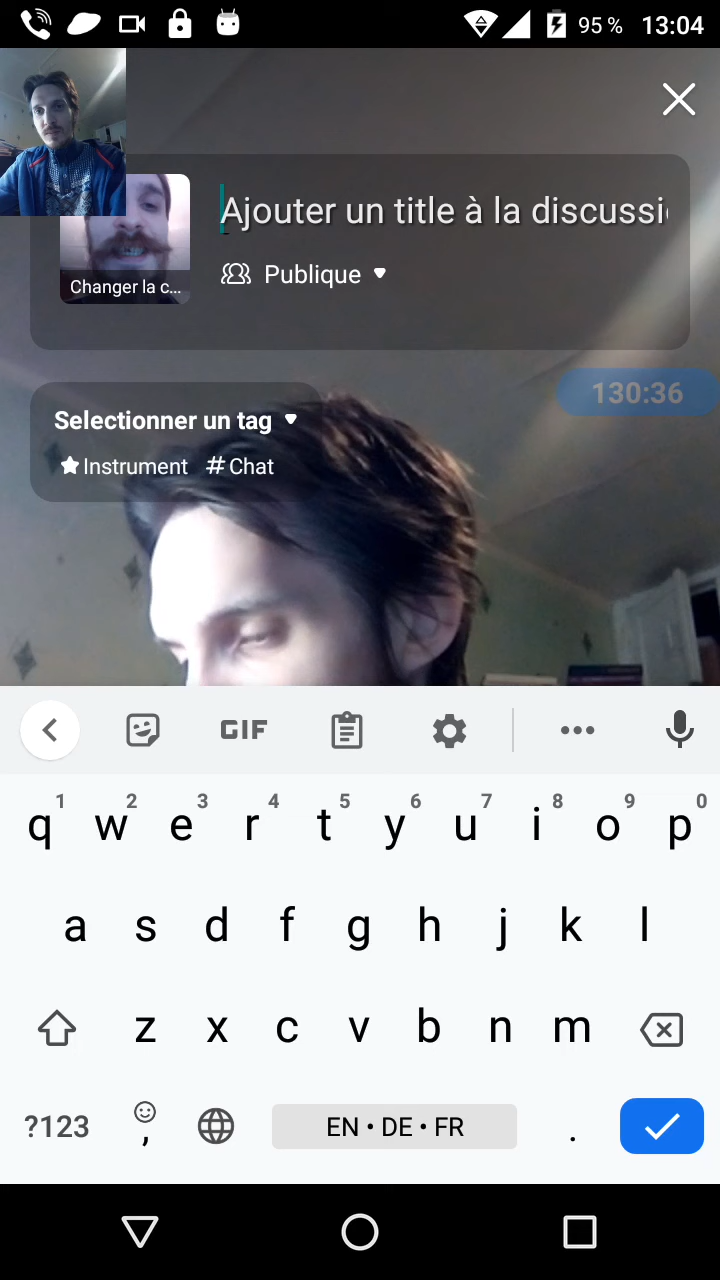 95 % 13:04
Ajouter un title à la discussi
Publique
Changer la c...
130:36
Selectionner un tag
Instrument # Chat
GIF
1 2 3 4 5 6 7 8 9 0
q w e r t y u i o p
a s d f g h j k l
z x c v b n m
?123 , EN • DE • FR .